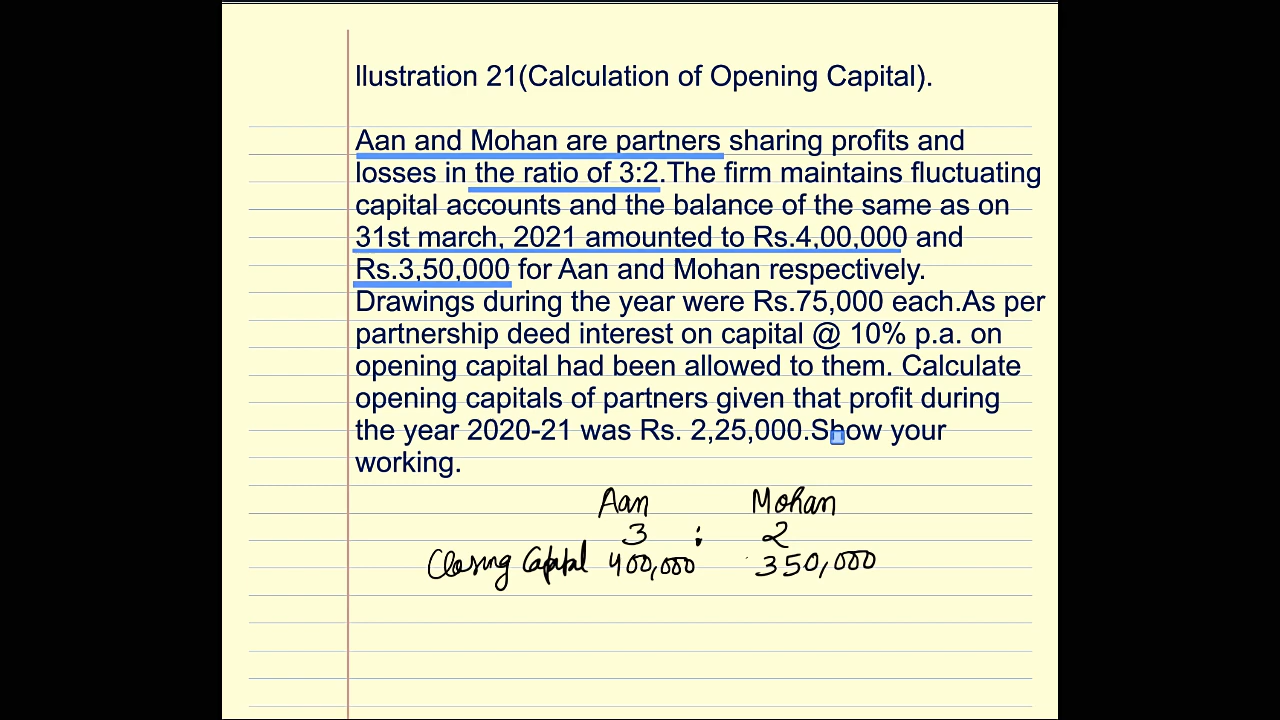 llustration 21(Calculation of Opening Capital).
Aan and Mohan are partners sharing profits and
losses in the ratio of 3:2.The firm maintains fluctuating
capital accounts and the balance of the same as on
31st march, 2021 amounted to Rs.4,00,000 and
Rs.3,50,000 for Aan and Mohan respectively.
Drawings during the year were Rs.75,000 each.As per
partnership deed interest on capital @ 10% p.a. on
opening capital had been allowed to them. Calculate
opening capitals of partners given that profit during
the year 2020-21 was Rs. 2,25,000.Show your
working.
Aan Mohan
3 : 2
Closing Capital 400,000 350,000